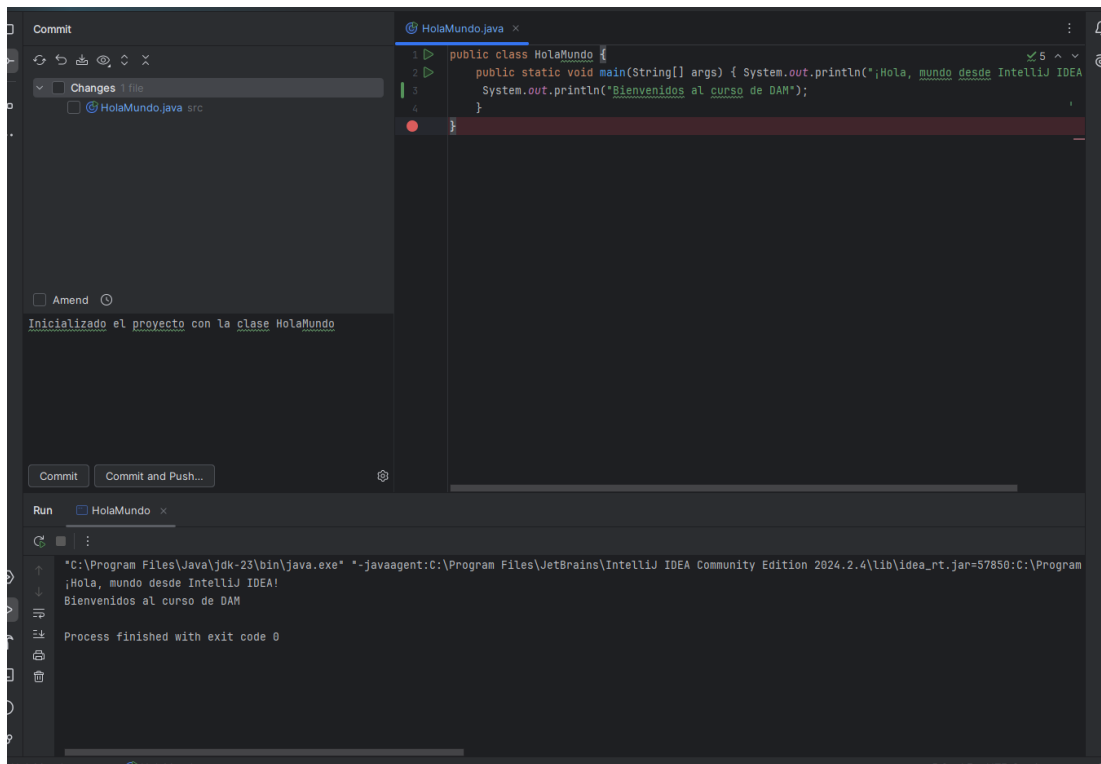 Commit
Changes 1 file
HolaMundo.java src
Amend
Inicializado el proyecto con la clase HolaMundo
Commit
Commit and Push...
HolaMundo.java
5
1 public class HolaMundo {
2 public static void main(String[] args) { System.out.println("¡Hola, mundo desde IntelliJ IDEA
3 System.out.println("Bienvenidos al curso de DAM");
4 }
}
Run
HolaMundo
"C:\Program Files\Java\jdk-23\bin\java.exe" "-javaagent:C:\Program Files\JetBrains\IntelliJ IDEA Community Edition 2024.2.4\lib\idea_rt.jar=57850:C:\Program
¡Hola, mundo desde IntelliJ IDEA!
Bienvenidos al curso de DAM
Process finished with exit code 0